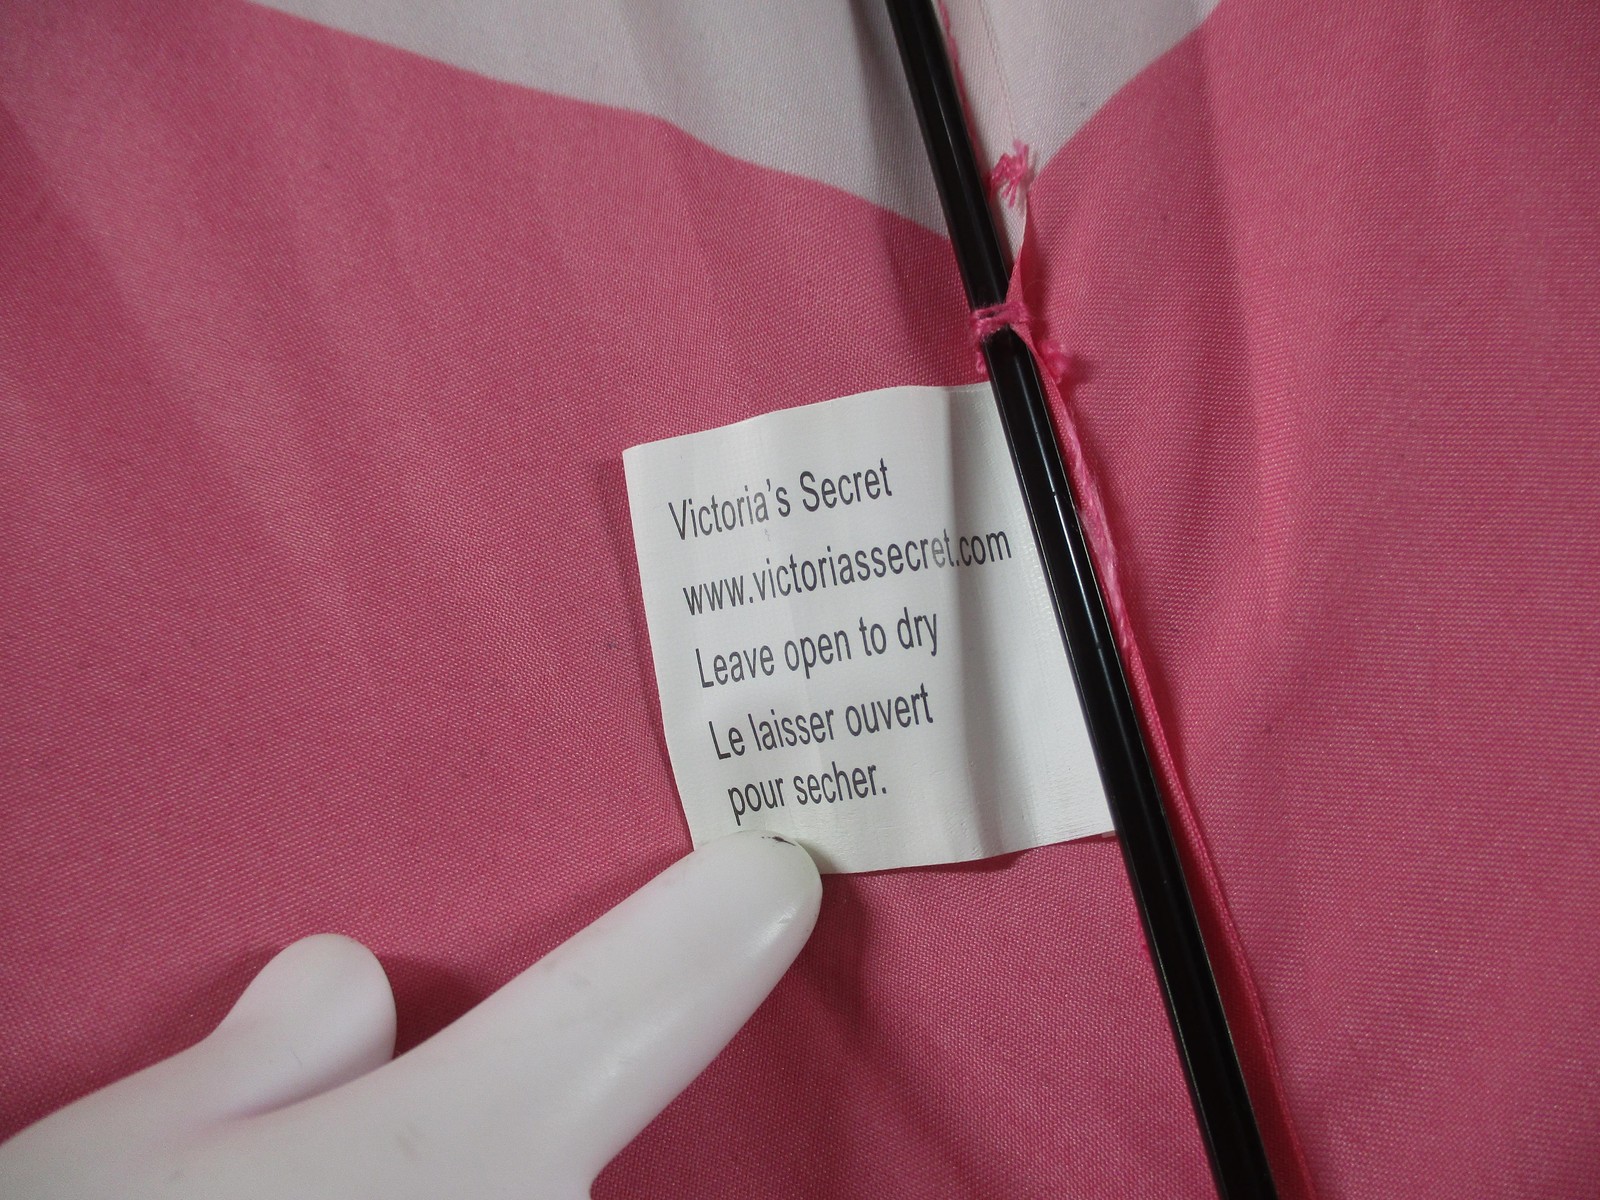 Victoria's Secret
www.victoriassecret.com
Leave open to dry
Le laisser ouvert
pour secher.